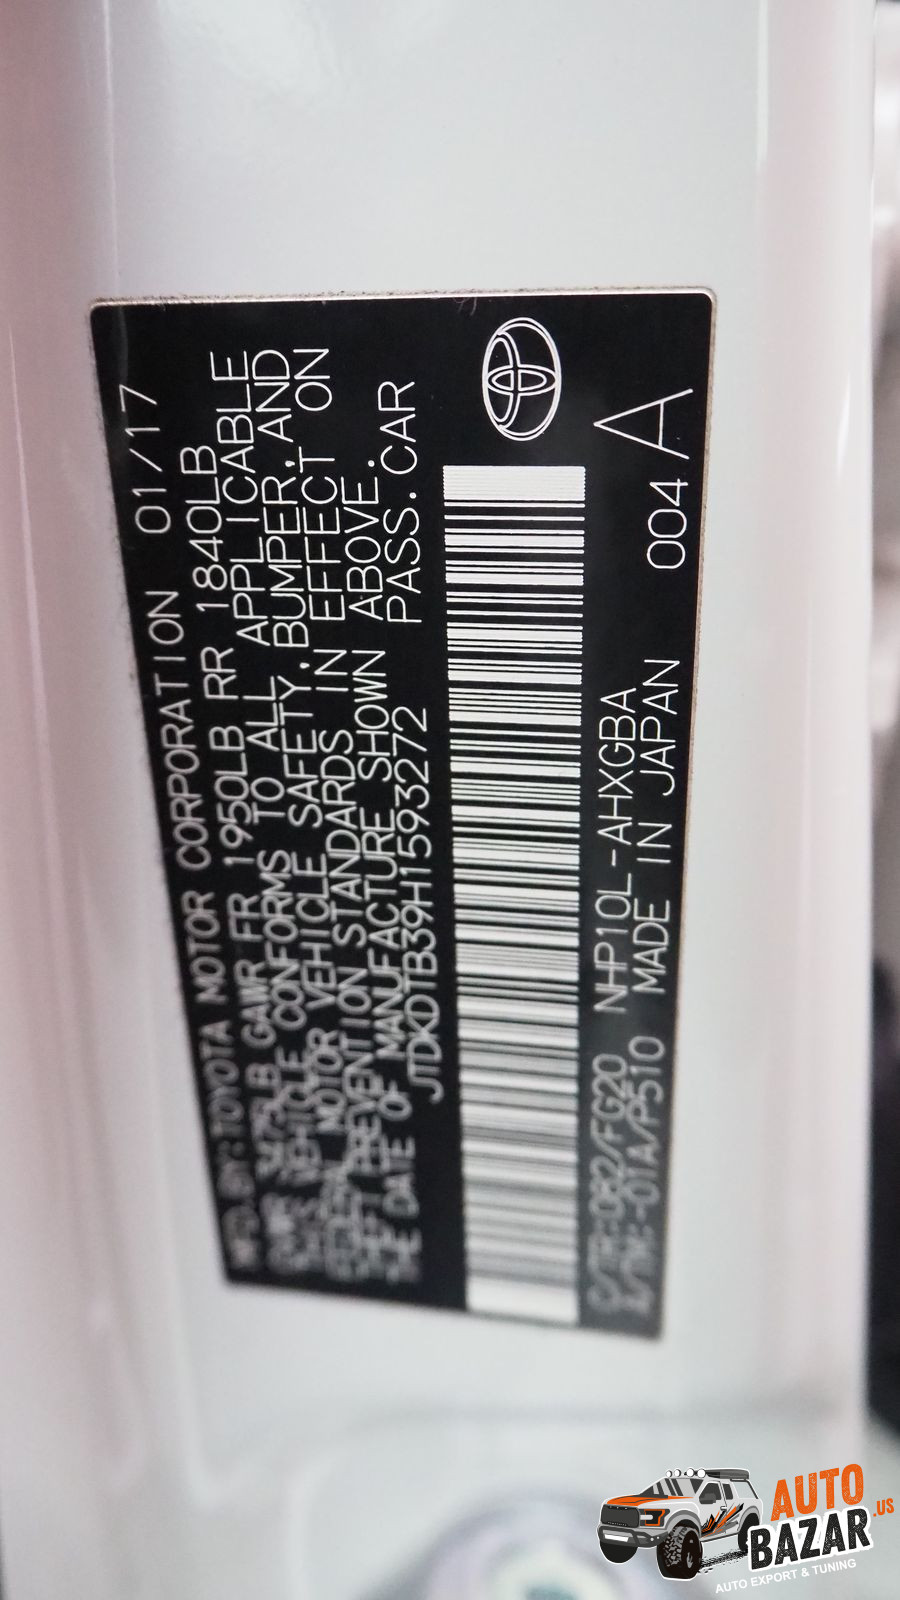 MFD.BY:TOYOTA MOTOR CORPORATION 01/17
GVWR 3475LB GAWR FR 1950LB RR 1840LB
THIS VEHICLE CONFORMS TO ALL APPLICABLE
FEDERAL MOTOR VEHICLE SAFETY,BUMPER,AND
THEFT PREVENTION STANDARDS IN EFFECT ON
THE DATE OF MANUFACTURE SHOWN ABOVE.
JTDKDTB39H1593272 PASS.CAR
C/TR:082/FG20 NHP10L-AHXGBA
A/TM:-01A/P510 MADE IN JAPAN 004 A
AUTO
BAZAR.US
AUTO EXPORT & TUNING